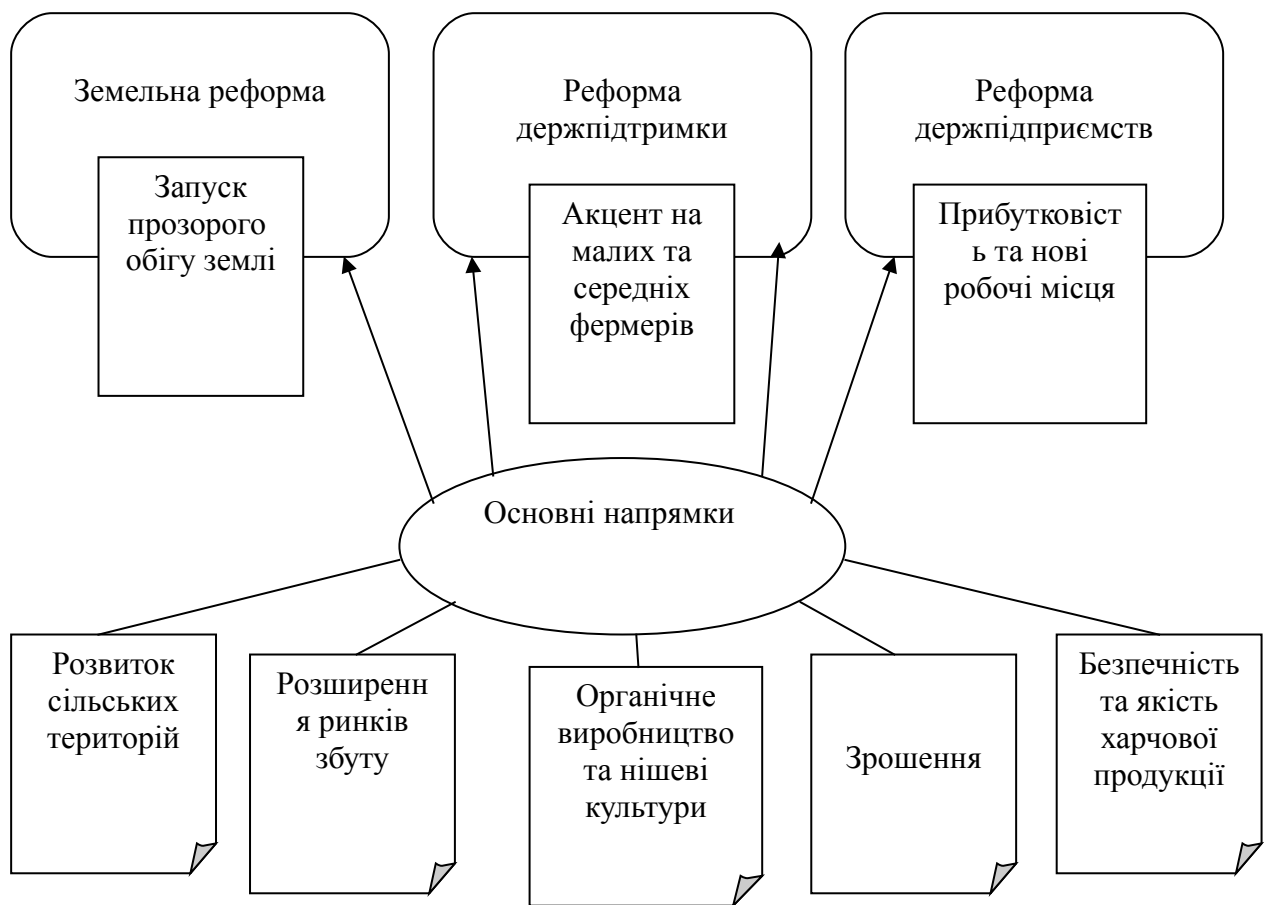 Земельна реформа
Запуск
прозорого
обігу землі
Реформа
держпідтримки
Акцент на
малих та
середніх
фермерів
Реформа
держпідприємств
Прибутковіст
ь та нові
робочі місця
Основні напрямки
Розвиток
сільських
територій
Розширенн
я ринків
збуту
Органічне
виробництво
та нішеві
культури
Зрошення
Безпечність
та якість
харчової
продукції